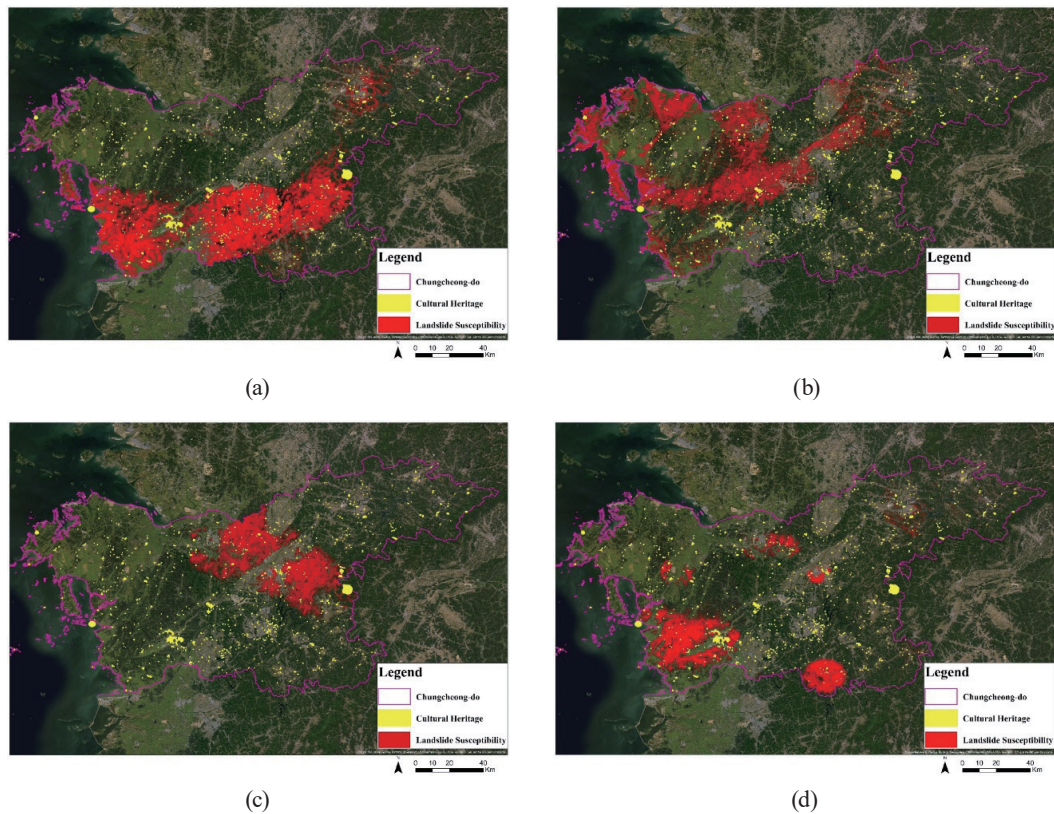 Legend
Chungcheong-do
Cultural Heritage
Landslide Susceptibility
N
0 10 20 40
Km
(a)
Legend
Chungcheong-do
Cultural Heritage
Landslide Susceptibility
N
0 10 20 40
Km
(b)
Legend
Chungcheong-do
Cultural Heritage
Landslide Susceptibility
N
0 10 20 40
Km
(c)
Legend
Chungcheong-do
Cultural Heritage
Landslide Susceptibility
N
0 10 20 40
Km
(d)